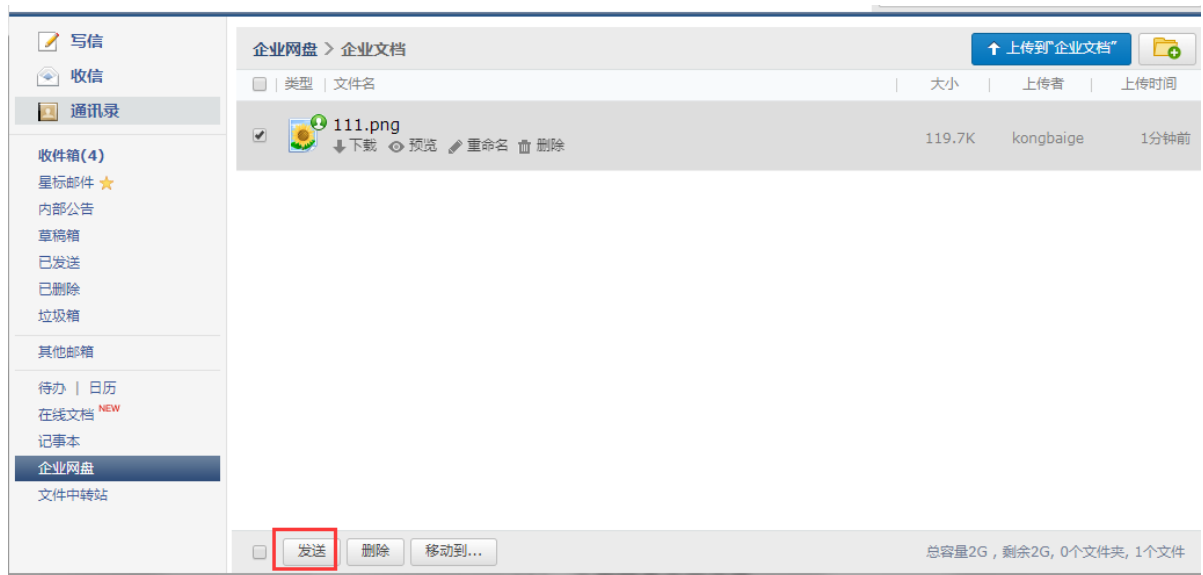 写信
收信
通讯录
收件箱(4)
星标邮件
内部公告
草稿箱
已发送
已删除
垃圾箱
其他邮箱
待办 | 日历
在线文档 NEW
记事本
企业网盘
文件中转站
企业网盘 > 企业文档
上传到"企业文档"
类型 | 文件名 | 大小 | 上传者 | 上传时间
111.png
下载 预览 重命名 删除
119.7K kongbaige 1分钟前
发送 删除 移动到...
总容量2G , 剩余2G, 0个文件夹, 1个文件